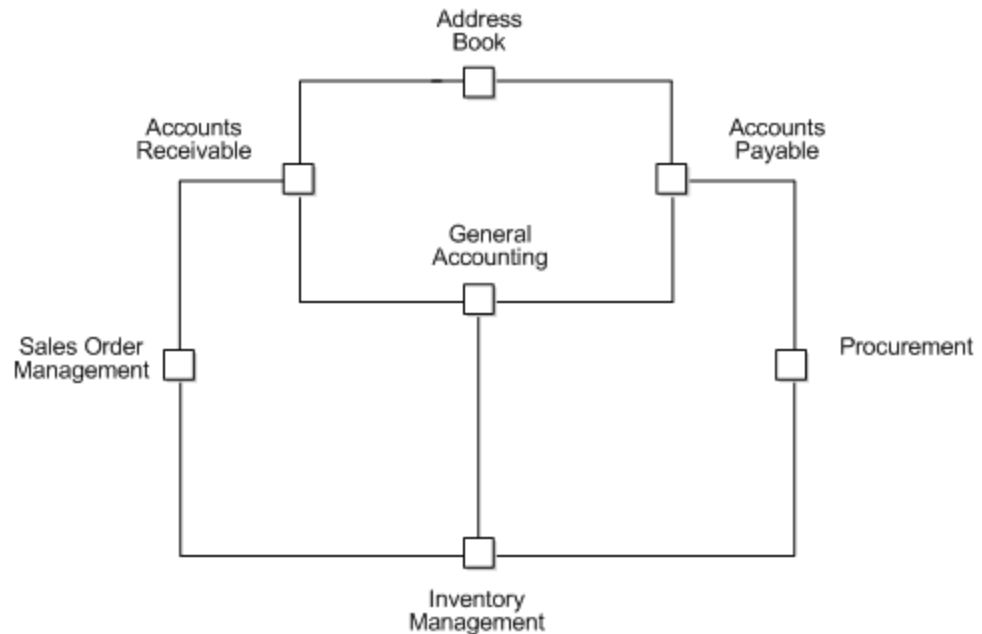 Address
Book
Accounts
Receivable
Accounts
Payable
General
Accounting
Sales Order
Management
Procurement
Inventory
Management